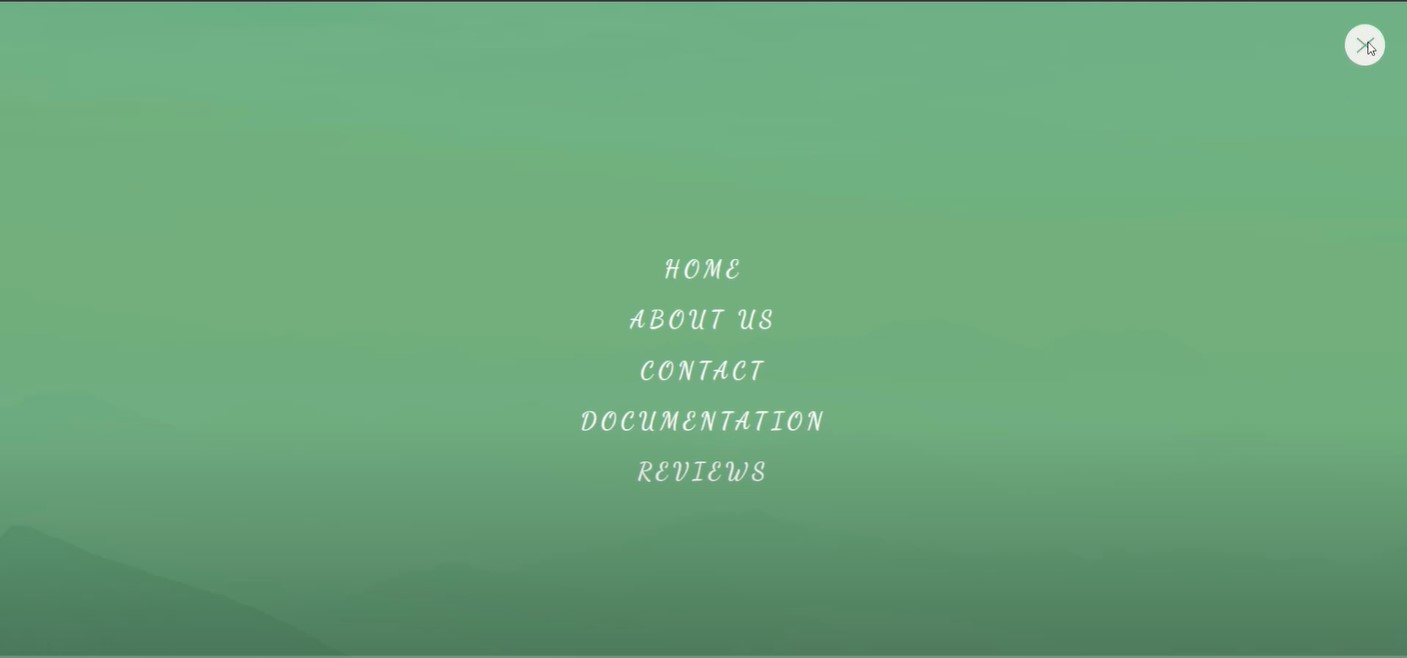 HOME
ABOUT US
CONTACT
DOCUMENTATION
REVIEWS